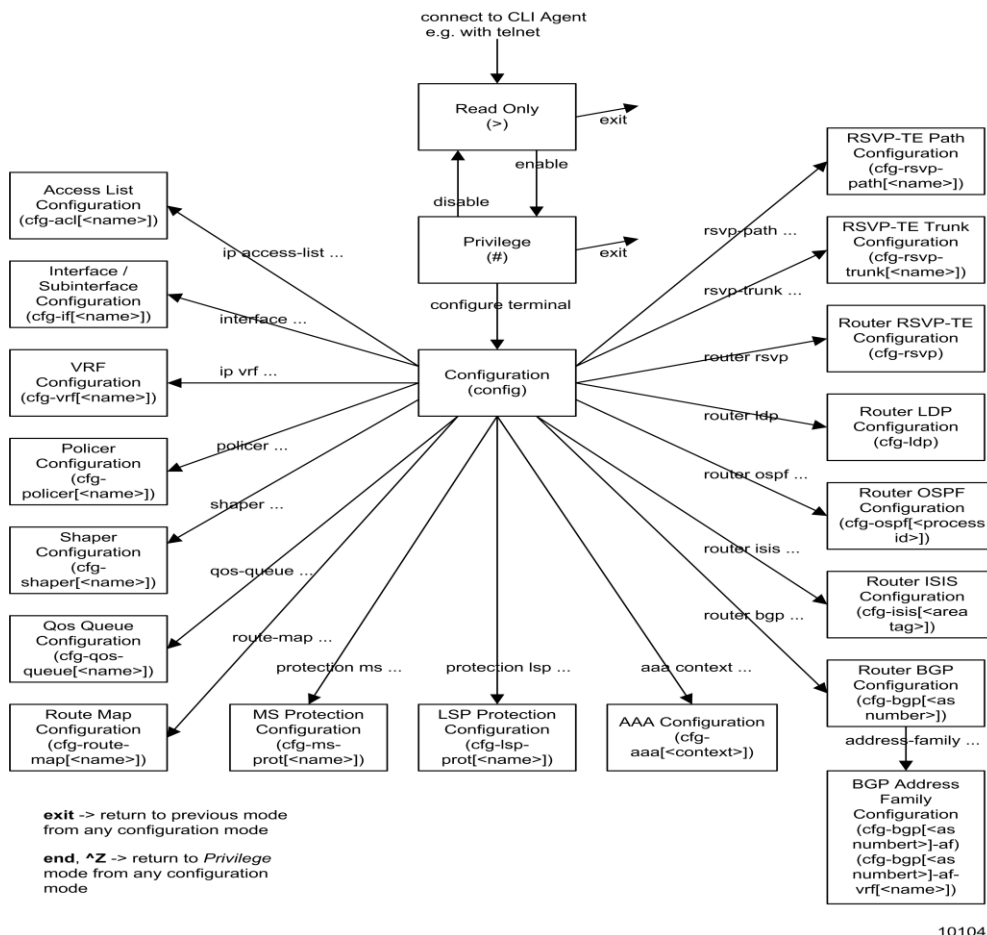 connect to CLI Agent
e.g. with telnet
Read Only
(>)
exit
enable
disable
Privilege
(#)
exit
configure terminal
Configuration
(config)
Access List
Configuration
(cfg-acl[<name>])
ip access-list ...
Interface /
Subinterface
Configuration
(cfg-if[<name>])
interface ...
VRF
Configuration
(cfg-vrf[<name>])
ip vrf ...
Policer
Configuration
(cfg-
policer[<name>])
policer ...
Shaper
Configuration
(cfg-
shaper[<name>])
shaper ...
Qos Queue
Configuration
(cfg-qos-
queue[<name>])
qos-queue ...
Route Map
Configuration
(cfg-route-
map[<name>])
route-map ...
MS Protection
Configuration
(cfg-ms-
prot[<name>])
protection ms ...
LSP Protection
Configuration
(cfg-lsp-
prot[<name>])
protection lsp ...
AAA Configuration
(cfg-
aaa[<context>])
aaa context ...
RSVP-TE Path
Configuration
(cfg-rsvp-
path[<name>])
rsvp-path ...
RSVP-TE Trunk
Configuration
(cfg-rsvp-
trunk[<name>])
rsvp-trunk ...
Router RSVP-TE
Configuration
(cfg-rsvp)
router rsvp
Router LDP
Configuration
(cfg-ldp)
router ldp
Router OSPF
Configuration
(cfg-ospf[<process
id>])
router ospf ...
Router ISIS
Configuration
(cfg-isis[<area
tag>])
router isis ...
Router BGP
Configuration
(cfg-bgp[<as
number>])
router bgp ...
address-family ...
BGP Address
Family
Configuration
(cfg-bgp[<as
numbert>]-af)
(cfg-bgp[<as
numbert>]-af-
vrf[<name>])
exit -> return to previous mode
from any configuration mode
end, ^Z -> return to Privilege
mode from any configuration
mode
10104